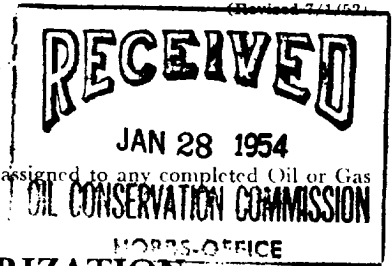 (Revised 7/1/52)
RECEIVED
JAN 28 1954
assigned to any completed Oil or Gas
OIL CONSERVATION COMMISSION
HOBBS-OFFICE
RIZATION